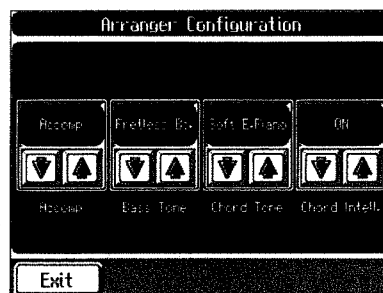 Arranger Configuration
Accomp Fretless Bs. Soft E.Piano ON
Accomp Bass Tone Chord Tone Chord Intell.
Exit